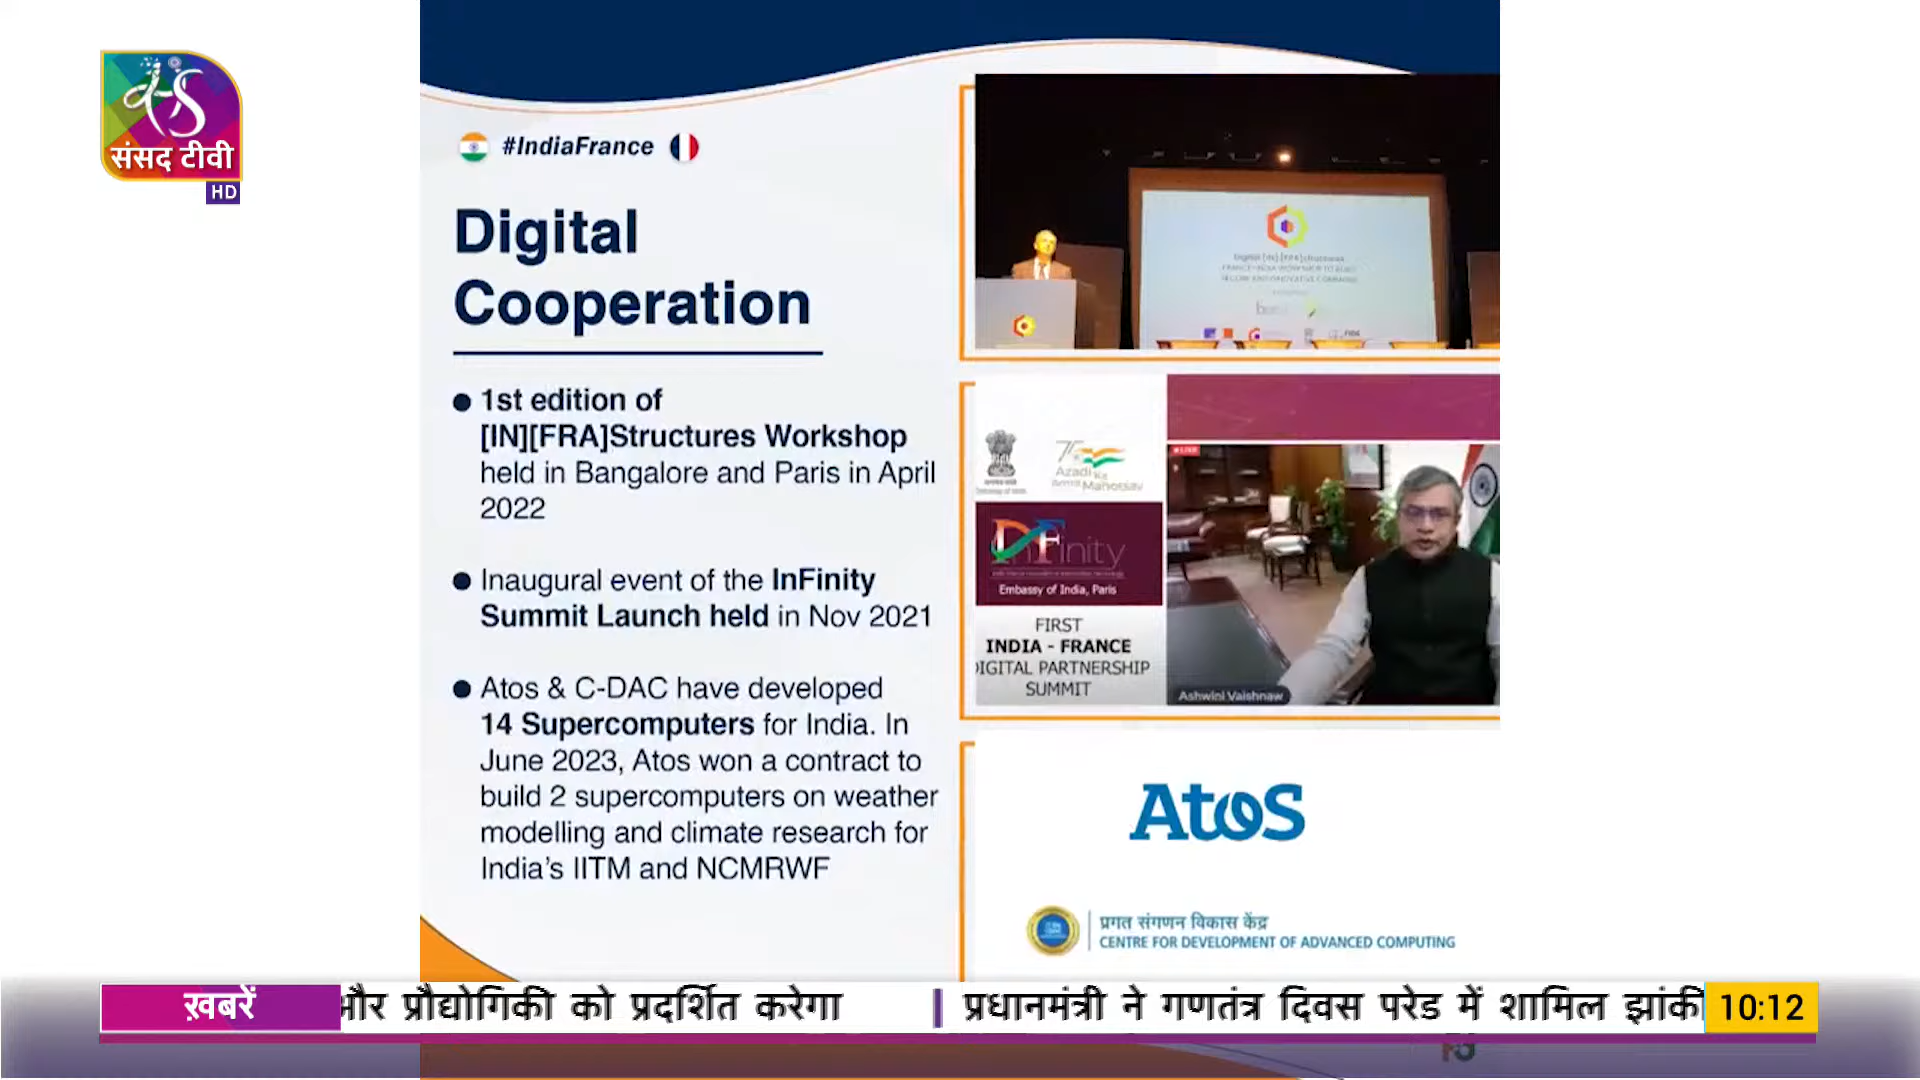 संसद टीवी
HD
#IndiaFrance
Digital
Cooperation
1st edition of
[IN][FRA]Structures Workshop
held in Bangalore and Paris in April
2022
Inaugural event of the InFinity
Summit Launch held in Nov 2021
Atos & C-DAC have developed
14 Supercomputers for India. In
June 2023, Atos won a contract to
build 2 supercomputers on weather
modelling and climate research for
India's IITM and NCMRWF
Azadi Ka
Amrit Mahotsav
InFinity
Embassy of India, Paris
FIRST
INDIA - FRANCE
DIGITAL PARTNERSHIP
SUMMIT
Ashwini Vaishnaw
Atos
प्रगत संगणन विकास केंद्र
CENTRE FOR DEVELOPMENT OF ADVANCED COMPUTING
ख़बरें
और प्रौद्योगिकी को प्रदर्शित करेगा | प्रधानमंत्री ने गणतंत्र दिवस परेड में शामिल झांकी
10:12